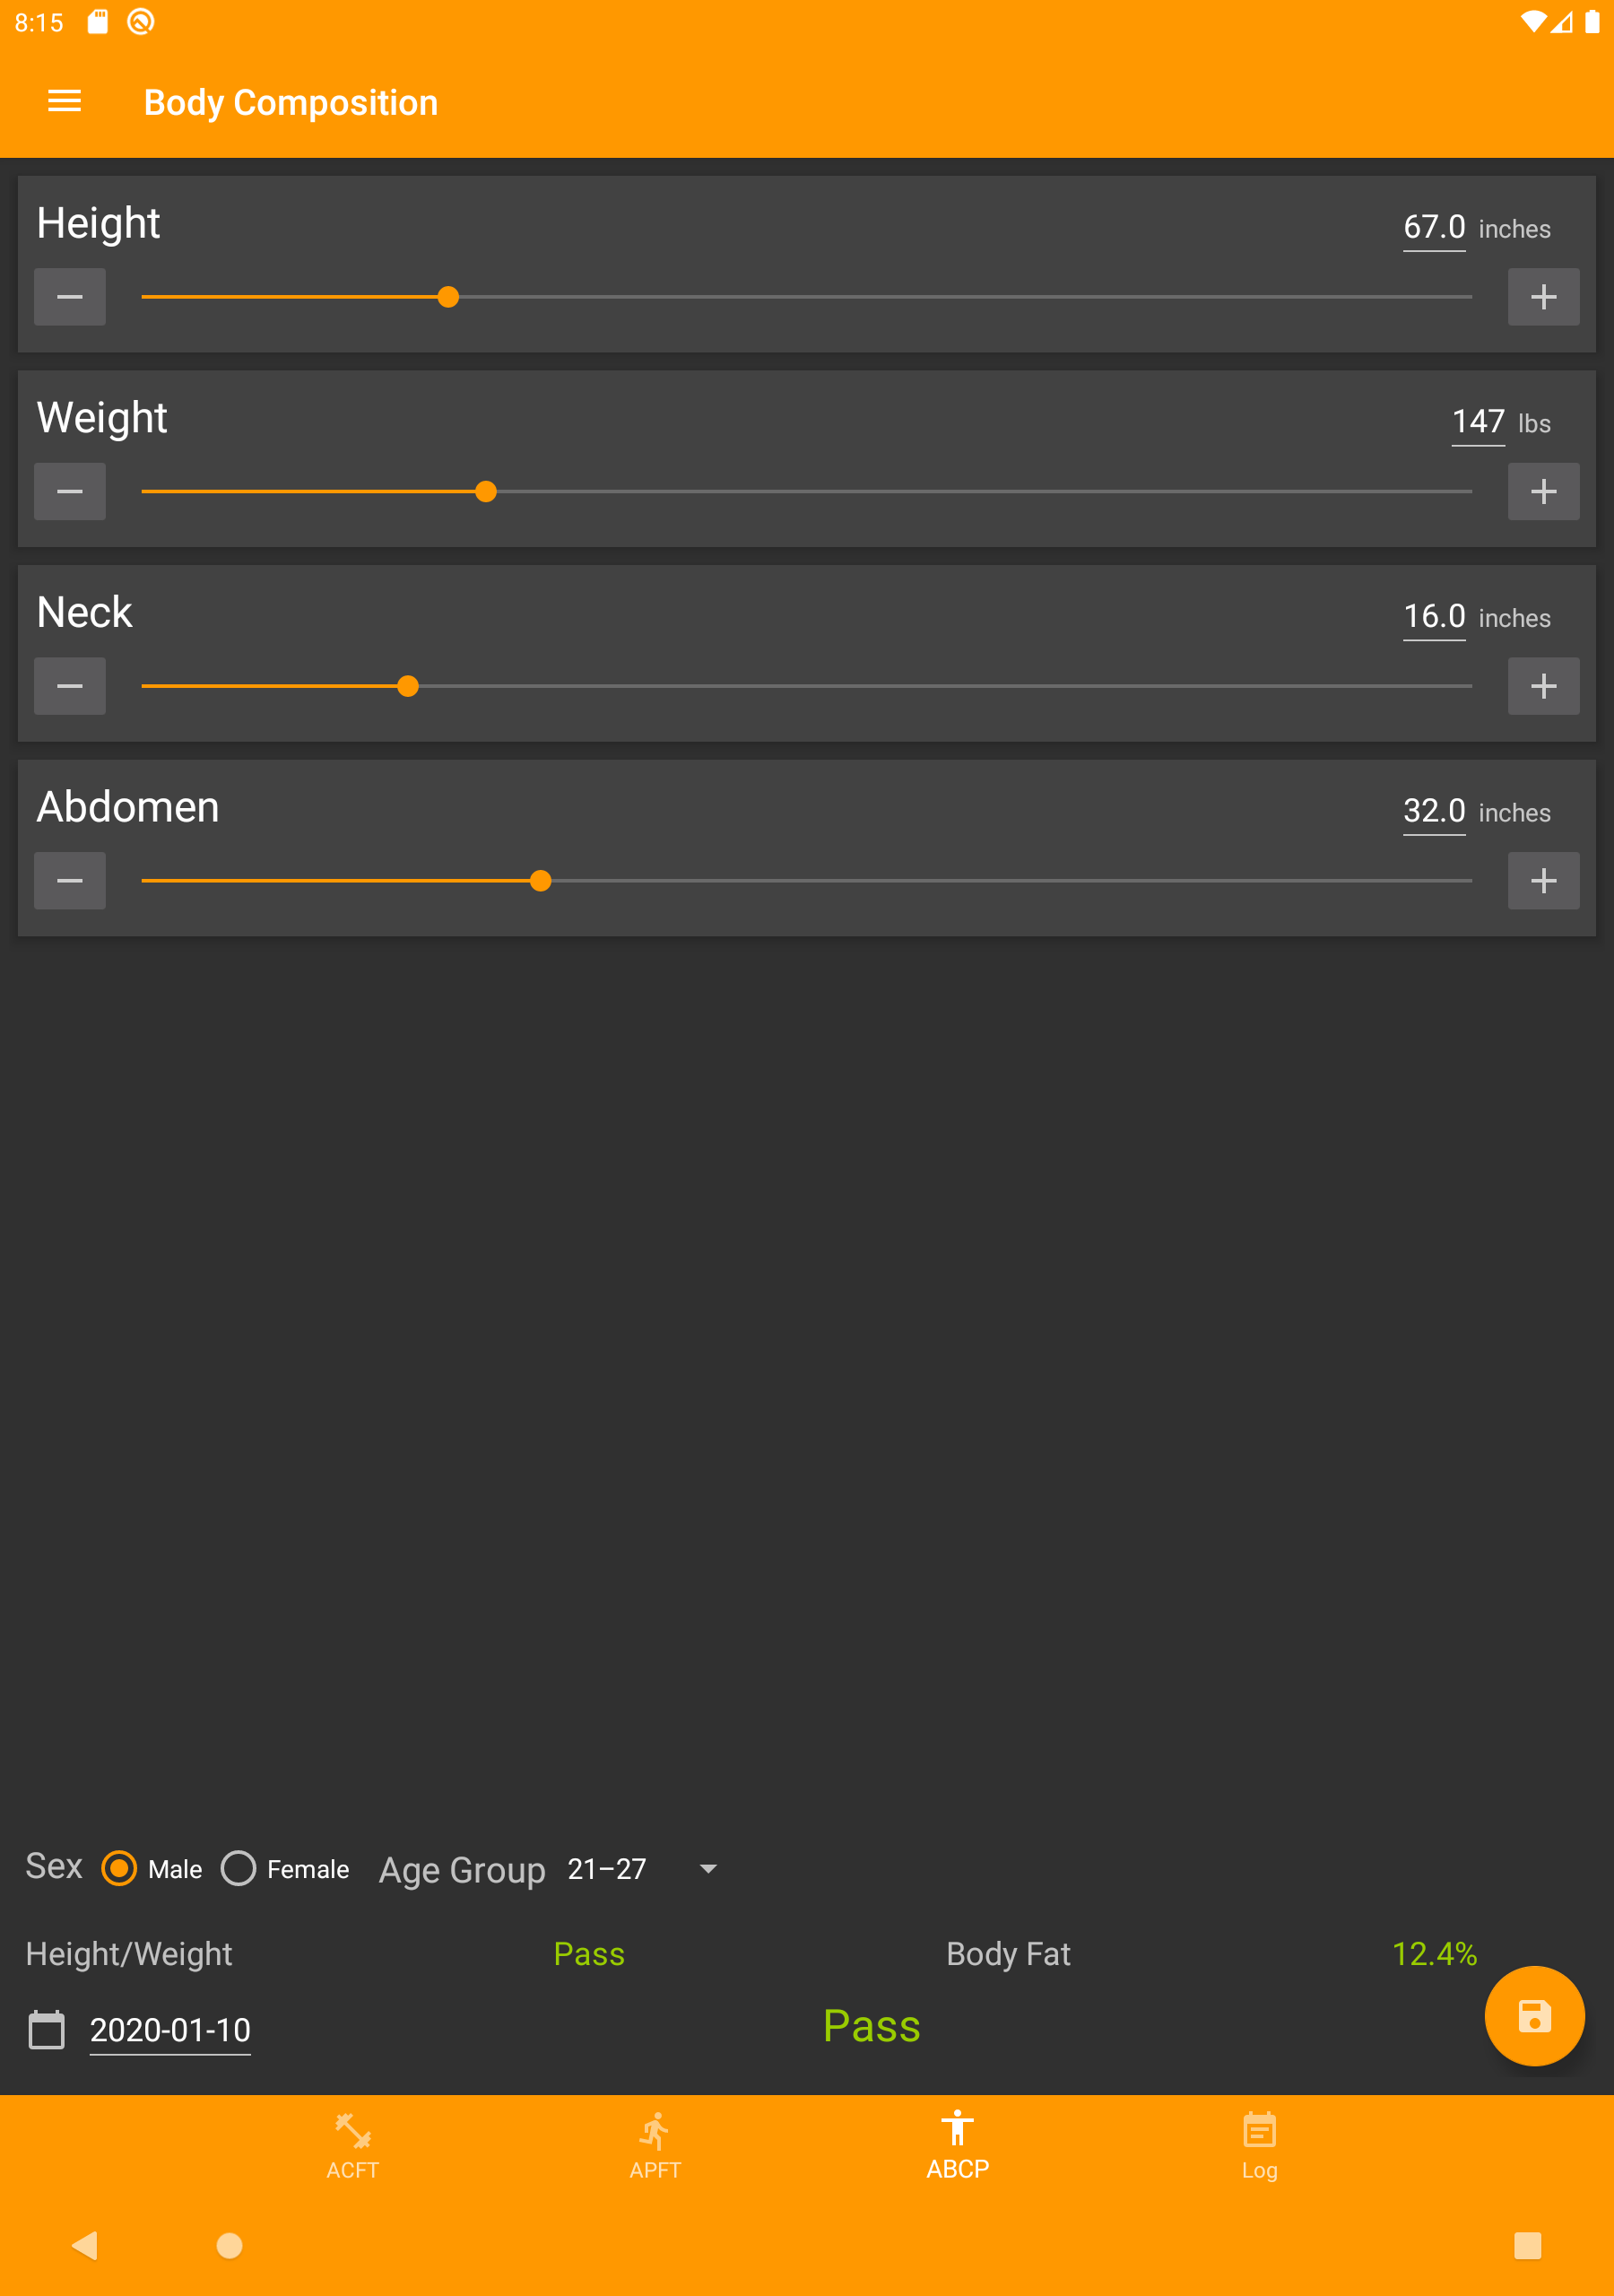 8:15
Body Composition
Height
67.0 inches
Weight
147 lbs
Neck
16.0 inches
Abdomen
32.0 inches
Sex Male Female Age Group 21–27
Height/Weight Pass Body Fat 12.4%
2020-01-10 Pass
ACFT APFT ABCP Log